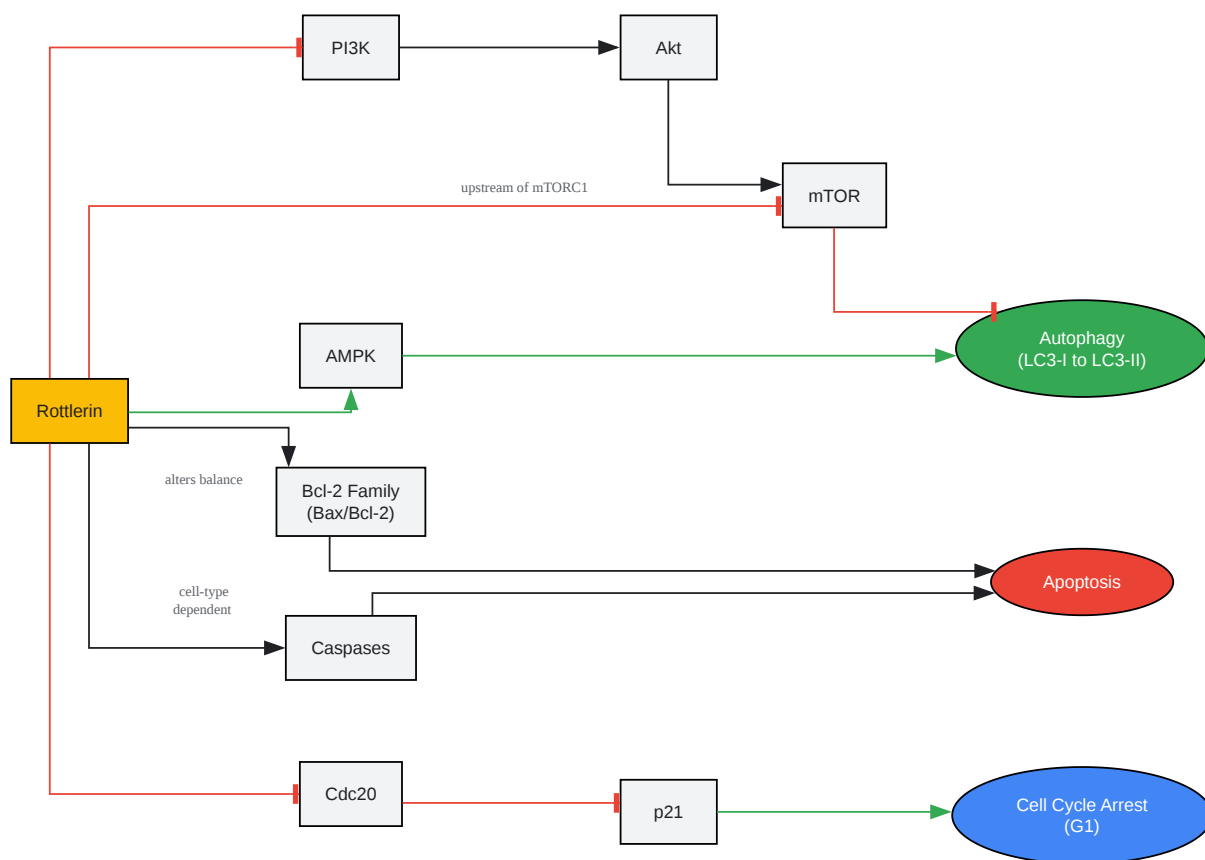 PI3K
Akt
upstream of mTORC1
mTOR
AMPK
Autophagy
(LC3-I to LC3-II)
Rottlerin
alters balance
Bcl-2 Family
(Bax/Bcl-2)
Apoptosis
cell-type
dependent
Caspases
Cdc20
p21
Cell Cycle Arrest
(G1)